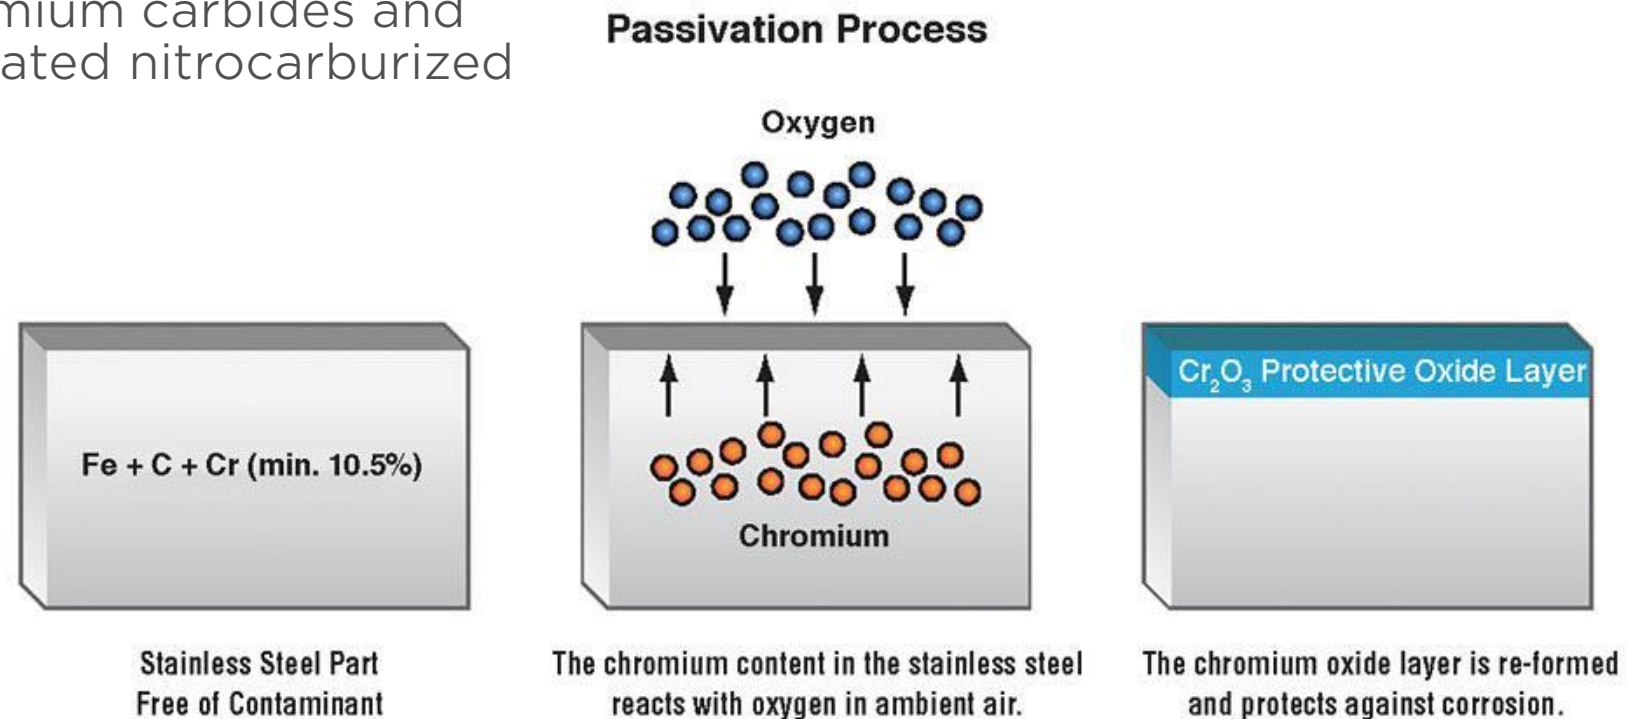 mium carbides and
ated nitrocarburized
Passivation Process
Oxygen
Fe + C + Cr (min. 10.5%)
Chromium
Cr₂O₃ Protective Oxide Layer
Stainless Steel Part
Free of Contaminant
The chromium content in the stainless steel
reacts with oxygen in ambient air.
The chromium oxide layer is re-formed
and protects against corrosion.